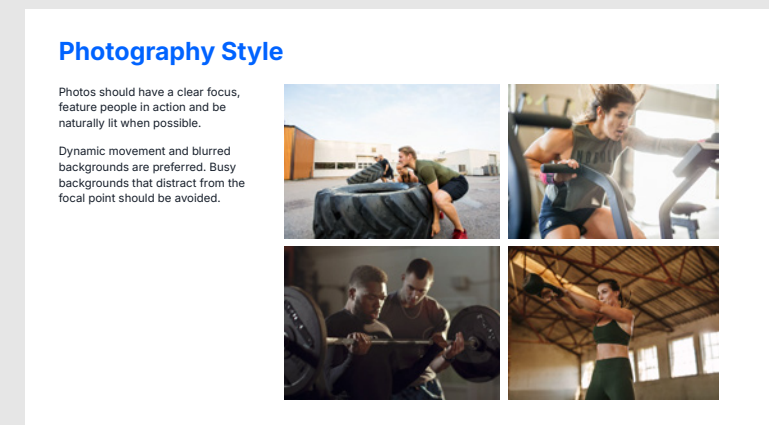 Photography Style
Photos should have a clear focus,
feature people in action and be
naturally lit when possible.
Dynamic movement and blurred
backgrounds are preferred. Busy
backgrounds that distract from the
focal point should be avoided.